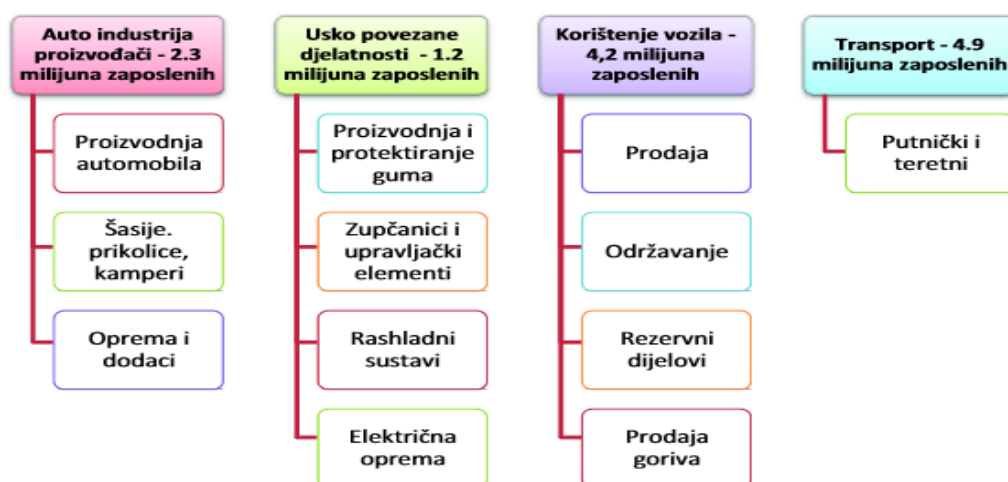 Auto industrija
proizvođači - 2.3
milijuna zaposlenih
Proizvodnja
automobila
Šasije.
prikolice,
kamperi
Oprema i
dodaci
Usko povezane
djelatnosti - 1.2
milijuna zaposlenih
Proizvodnja i
protektiranje
guma
Zupčanici i
upravljački
elementi
Rashladni
sustavi
Električna
oprema
Korištenje vozila -
4,2 milijuna
zaposlenih
Prodaja
Održavanje
Rezervni
dijelovi
Prodaja
goriva
Transport - 4.9
milijuna zaposlenih
Putnički i
teretni